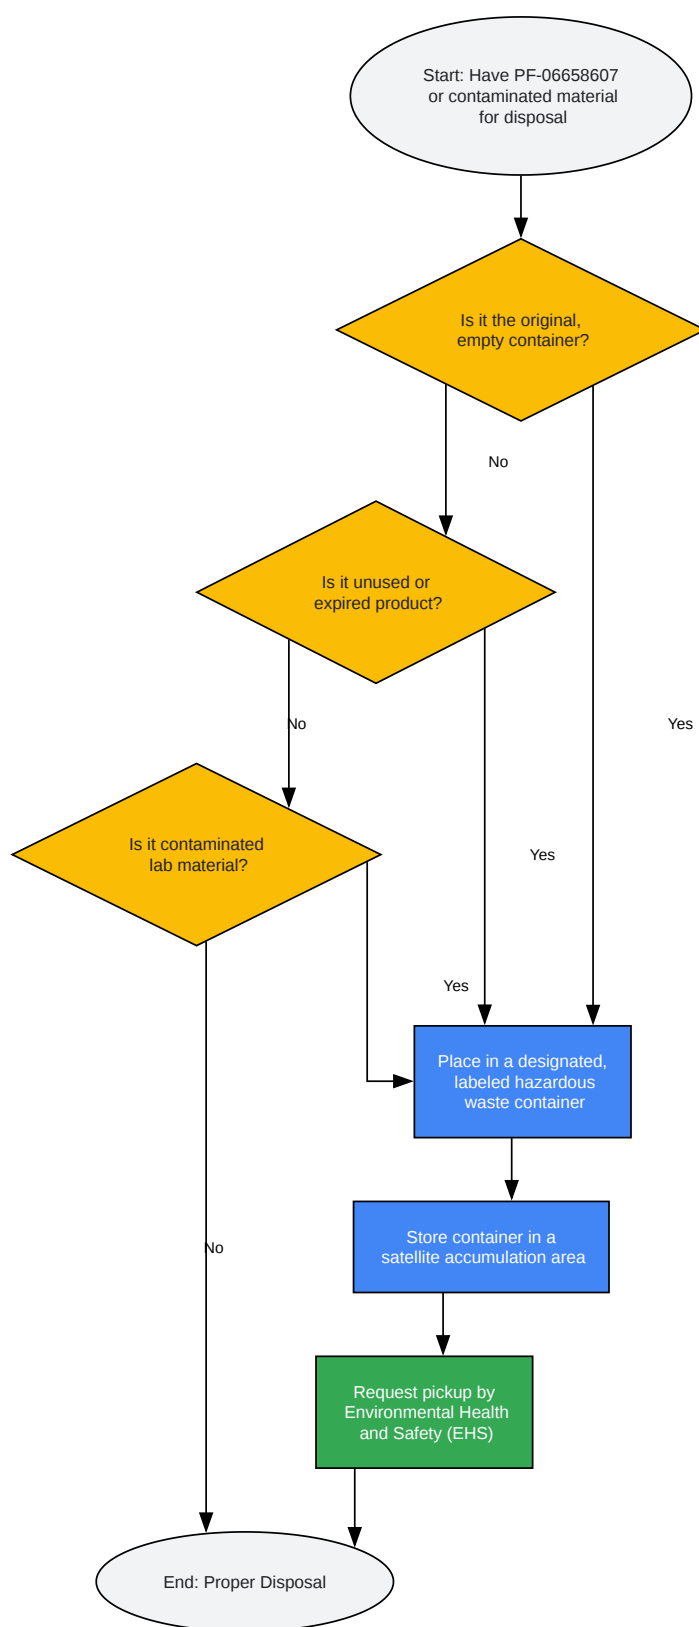 Start: Have PF-06658607
or contaminated material
for disposal
Is it the original,
empty container?
No
Is it unused or
expired product?
No
Yes
Is it contaminated
lab material?
Yes
Yes
Place in a designated,
labeled hazardous
waste container
Store container in a
satellite accumulation area
No
Request pickup by
Environmental Health
and Safety (EHS)
End: Proper Disposal